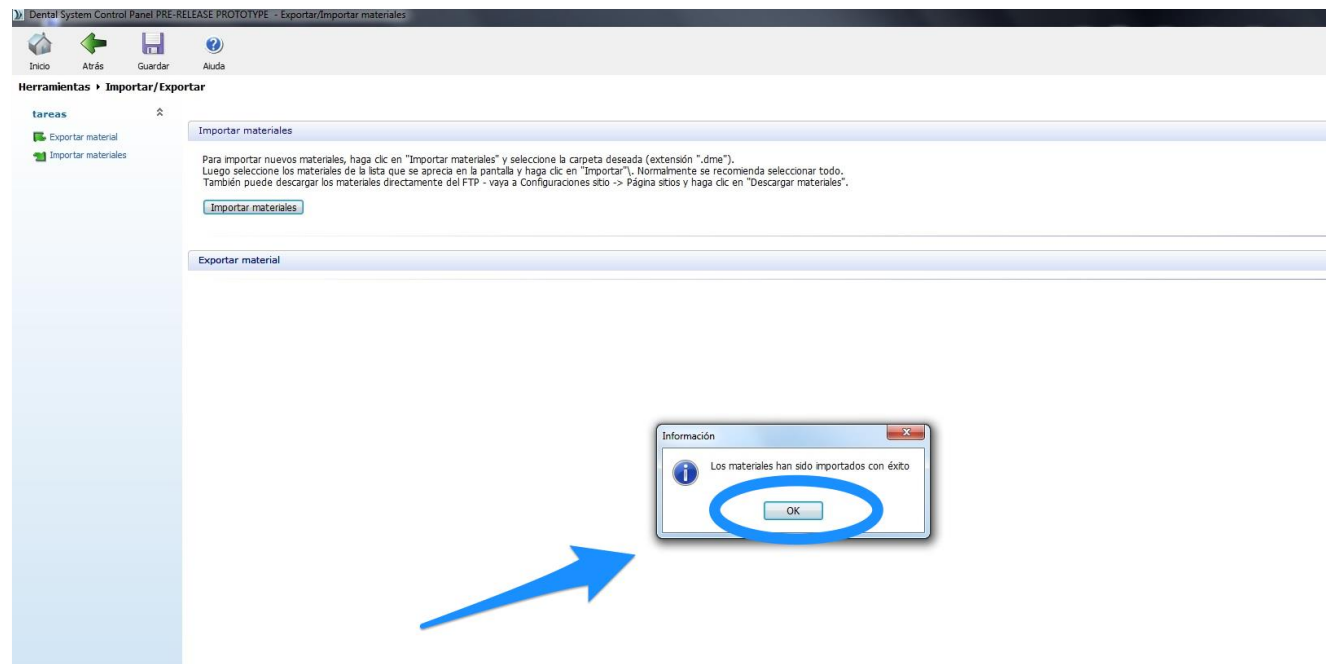 Dental System Control Panel PRE-RELEASE PROTOTYPE - Exportar/Importar materiales
Inicio Atrás Guardar Aiuda
Herramientas Importar/Exportar
tareas
Exportar material
Importar materiales
Importar materiales
Para importar nuevos materiales, haga clic en "Importar materiales" y seleccione la carpeta deseada (extensión ".dme").
Luego seleccione los materiales de la lista que se aprecia en la pantalla y haga clic en "Importar"\. Normalmente se recomienda seleccionar todo.
También puede descargar los materiales directamente del FTP - vaya a Configuraciones sitio -> Página sitios y haga clic en "Descargar materiales".
Importar materiales
Exportar material
Información
Los materiales han sido importados con éxito
OK